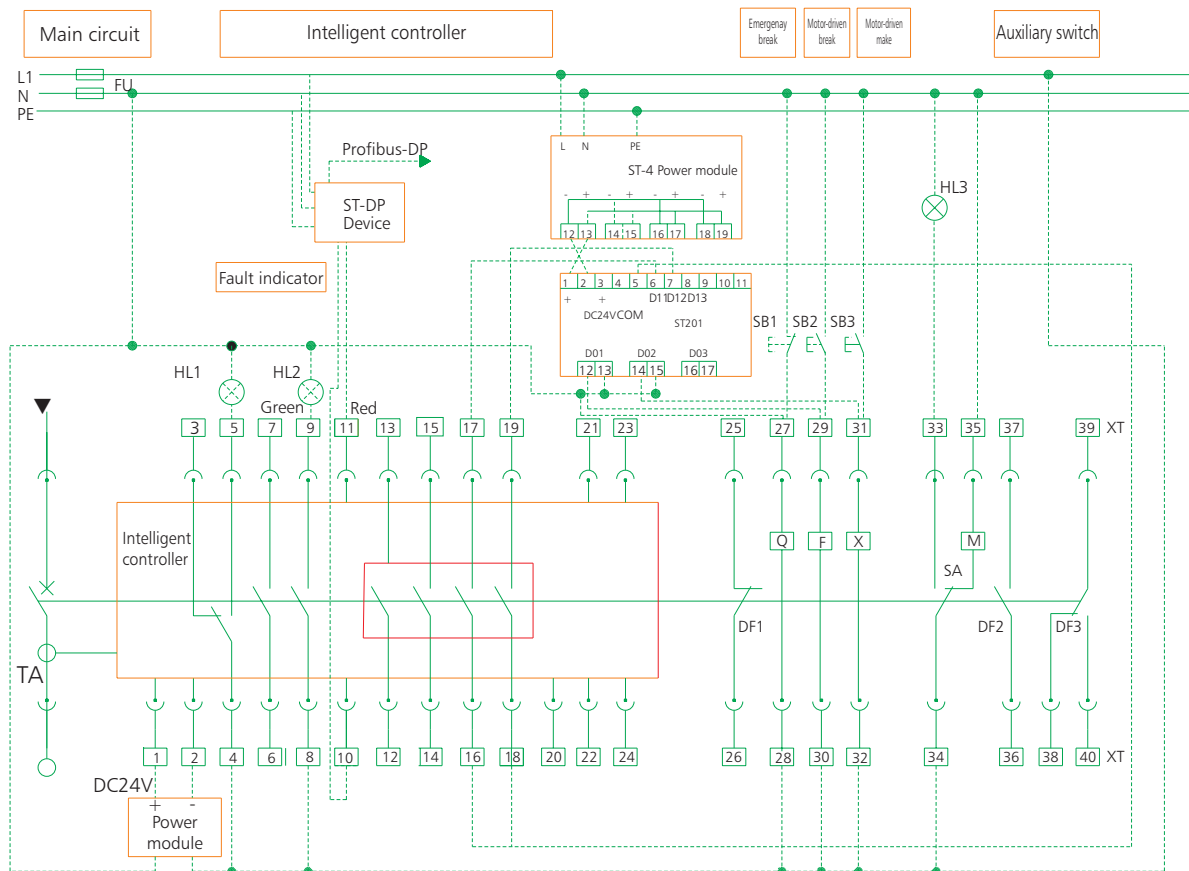 Main circuit
Intelligent controller
Emergenay break
Motor-driven break
Motor-driven make
Auxiliary switch
L1
FU
N
PE
L N PE
ST-4 Power module
- + - + - + - +
12 13 14 15 16 17 18 19
Profibus-DP
ST-DP
Device
HL3
Fault indicator
1 2 3 4 5 6 7 8 9 10 11
+ + D11 D12 D13
DC24V COM
ST201
D01 D02 D03
12 13 14 15 16 17
SB1 SB2 SB3
HL1 HL2
Green Red
3 5 7 9 11 13 15 17 19 21 23 25 27 29 31 33 35 37 39 XT
Intelligent
controller
Q F X M
SA
DF1 DF2 DF3
TA
1 2 4 6 8 10 12 14 16 18 20 22 24 26 28 30 32 34 36 38 40 XT
DC24V
+ -
Power
module